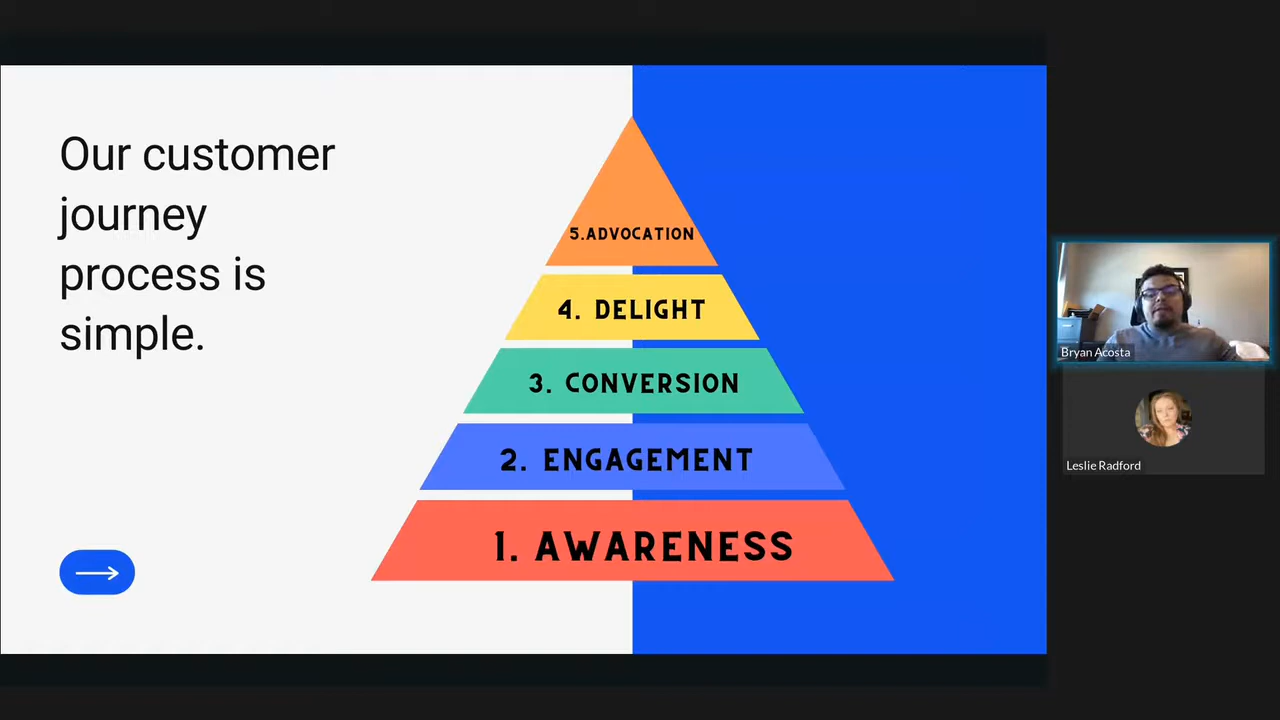 Our customer
journey
process is
simple.
5.ADVOCATION
4. DELIGHT
3. CONVERSION
2. ENGAGEMENT
1. AWARENESS
Bryan Acosta
Leslie Radford